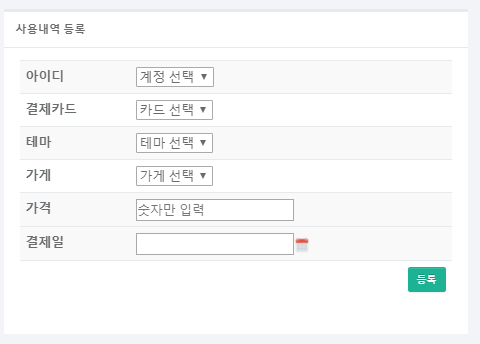 사용내역 등록
아이디 계정 선택
결제카드 카드 선택
테마 테마 선택
가게 가게 선택
가격 숫자만 입력
결제일
등록